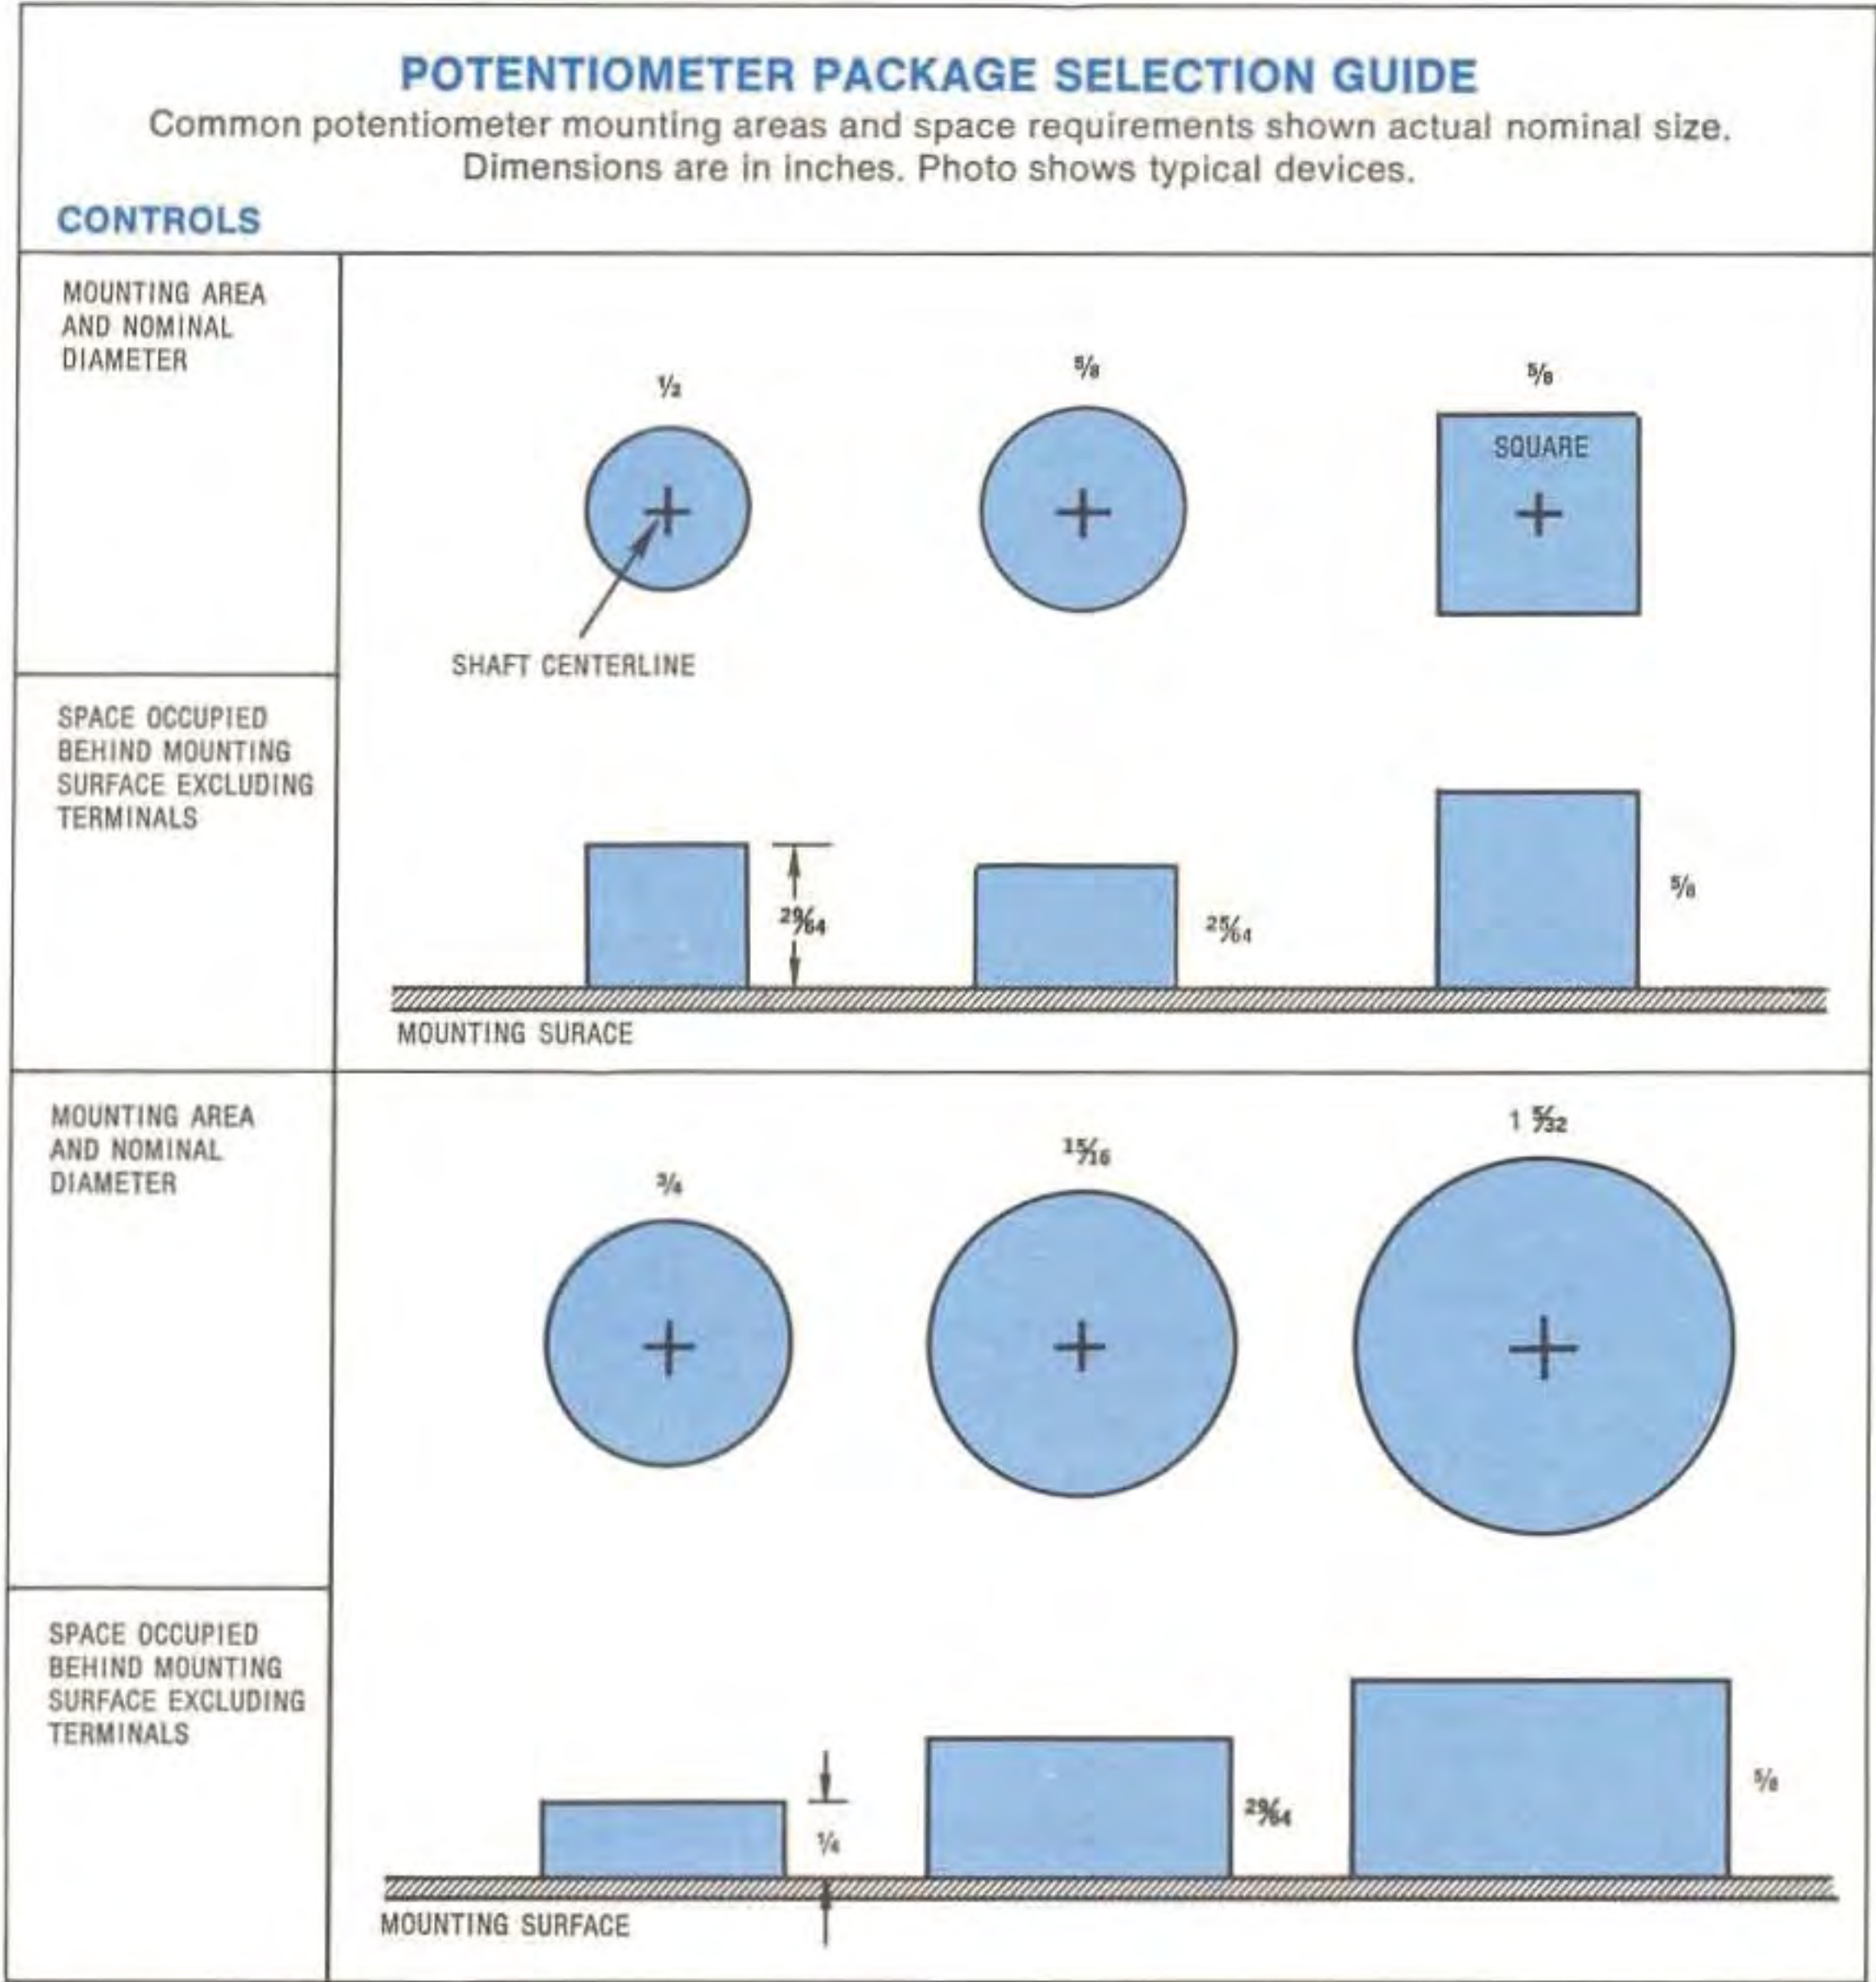 POTENTIOMETER PACKAGE SELECTION GUIDE
Common potentiometer mounting areas and space requirements shown actual nominal size.
Dimensions are in inches. Photo shows typical devices.
CONTROLS
MOUNTING AREA
AND NOMINAL
DIAMETER
1/2
5/8
5/8
SQUARE
SHAFT CENTERLINE
SPACE OCCUPIED
BEHIND MOUNTING
SURFACE EXCLUDING
TERMINALS
29/64
25/64
5/8
MOUNTING SURACE
MOUNTING AREA
AND NOMINAL
DIAMETER
3/4
15/16
1 5/32
SPACE OCCUPIED
BEHIND MOUNTING
SURFACE EXCLUDING
TERMINALS
1/4
29/64
5/8
MOUNTING SURFACE